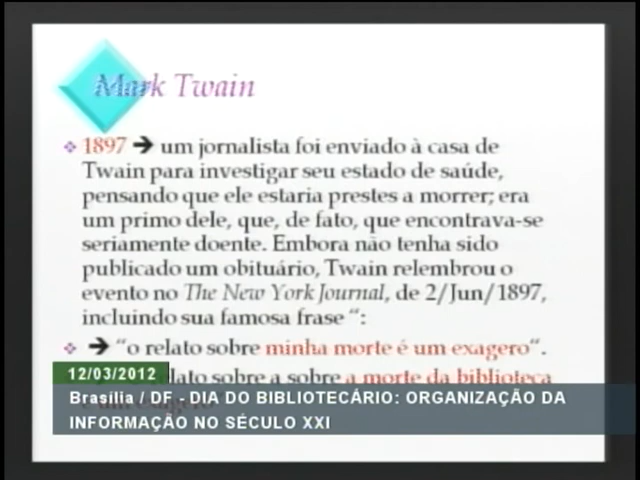 Mark Twain
1897 → um jornalista foi enviado à casa de
Twain para investigar seu estado de saúde,
pensando que ele estaria prestes a morrer; era
um primo dele, que, de fato, que encontrava-se
seriamente doente. Embora não tenha sido
publicado um obituário, Twain relembrou o
evento no The New York Journal, de 2/Jun/1897,
incluindo sua famosa frase “:
→ “o relato sobre minha morte é um exagero”.
sobre a sobre a morte da biblioteca
12/03/2012
Brasília / DF - DIA DO BIBLIOTECÁRIO: ORGANIZAÇÃO DA
INFORMAÇÃO NO SÉCULO XXI